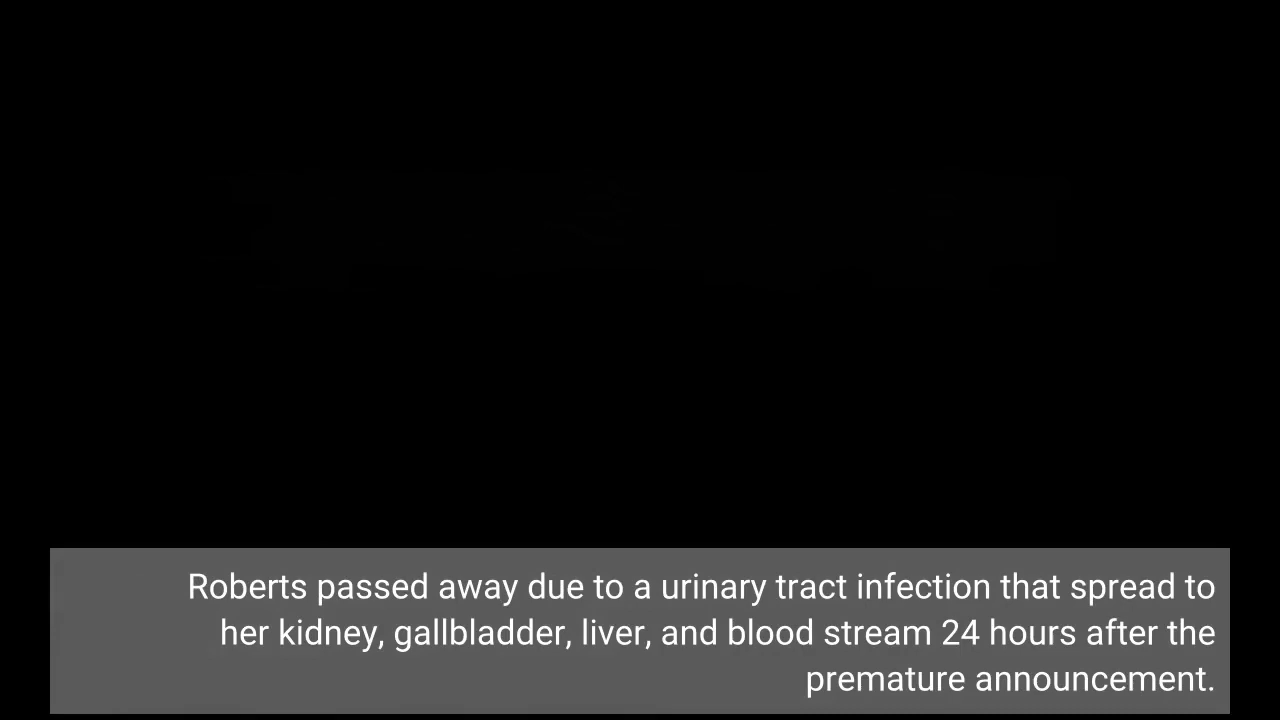 Roberts passed away due to a urinary tract infection that spread to
her kidney, gallbladder, liver, and blood stream 24 hours after the
premature announcement.